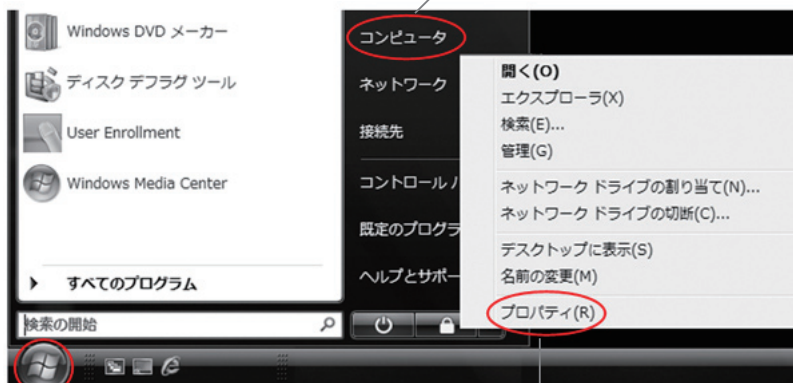 Windows DVD メーカー
ディスク デフラグ ツール
User Enrollment
Windows Media Center
すべてのプログラム
検索の開始
コンピュータ
ネットワーク
接続先
コントロール
既定のプログラ
ヘルプとサポー
開く(O)
エクスプローラ(X)
検索(E)...
管理(G)
ネットワーク ドライブの割り当て(N)...
ネットワーク ドライブの切断(C)...
デスクトップに表示(S)
名前の変更(M)
プロパティ(R)